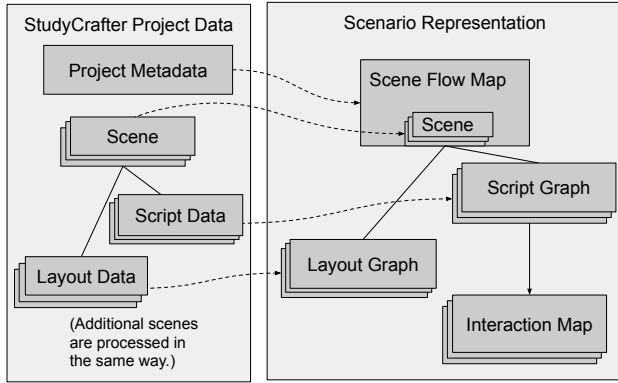 StudyCrafter Project Data
Project Metadata
Scene
Script Data
Layout Data
(Additional scenes
are processed in
the same way.)
Scenario Representation
Scene Flow Map
Scene
Script Graph
Layout Graph
Interaction Map